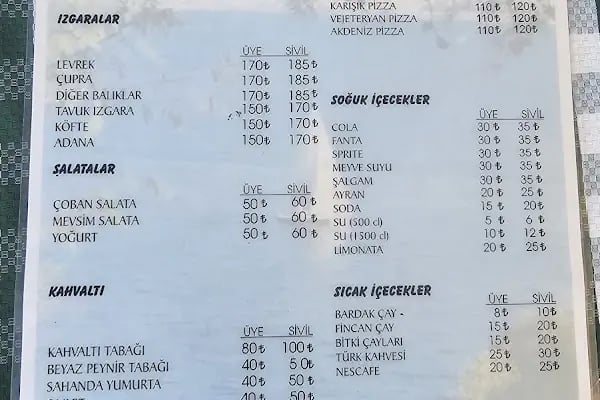 IZGARALAR
ÜYE SİVİL
LEVREK 170₺ 185₺
ÇUPRA 170₺ 185₺
DİĞER BALIKLAR 170₺ 185₺
TAVUK IZGARA 150₺ 170₺
KÖFTE 150₺ 170₺
ADANA 150₺ 170₺
SALATALAR
ÜYE SİVİL
ÇOBAN SALATA 50 ₺ 60 ₺
MEVSİM SALATA 50 ₺ 60 ₺
YOĞURT 50 ₺ 60 ₺
KAHVALTI
ÜYE SİVİL
KAHVALTI TABAĞI 80₺ 100₺
BEYAZ PEYNİR TABAĞI 40₺ 50₺
SAHANDA YUMURTA 40₺ 50₺
KARIŞIK PİZZA 110₺ 120₺
VEJETERYAN PİZZA 110₺ 120₺
AKDENİZ PİZZA 110₺ 120₺
SOĞUK İÇECEKLER
ÜYE SİVİL
COLA 30 ₺ 35 ₺
FANTA 30 ₺ 35 ₺
SPRITE 30 ₺ 35 ₺
MEYVE SUYU 30 ₺ 35 ₺
ŞALGAM 30 ₺ 35 ₺
AYRAN 20 ₺ 25 ₺
SODA 15 ₺ 20₺
SU (500 cl) 5 ₺ 6 ₺
SU (1500 cl) 10 ₺ 12 ₺
LİMONATA 20 ₺ 25₺
SICAK İÇECEKLER
ÜYE SİVİL
BARDAK ÇAY - 8₺ 10₺
FİNCAN ÇAY 15₺ 20₺
BİTKİ ÇAYLARI 15₺ 20₺
TÜRK KAHVESİ 25₺ 30₺
NESCAFE 20₺ 25₺